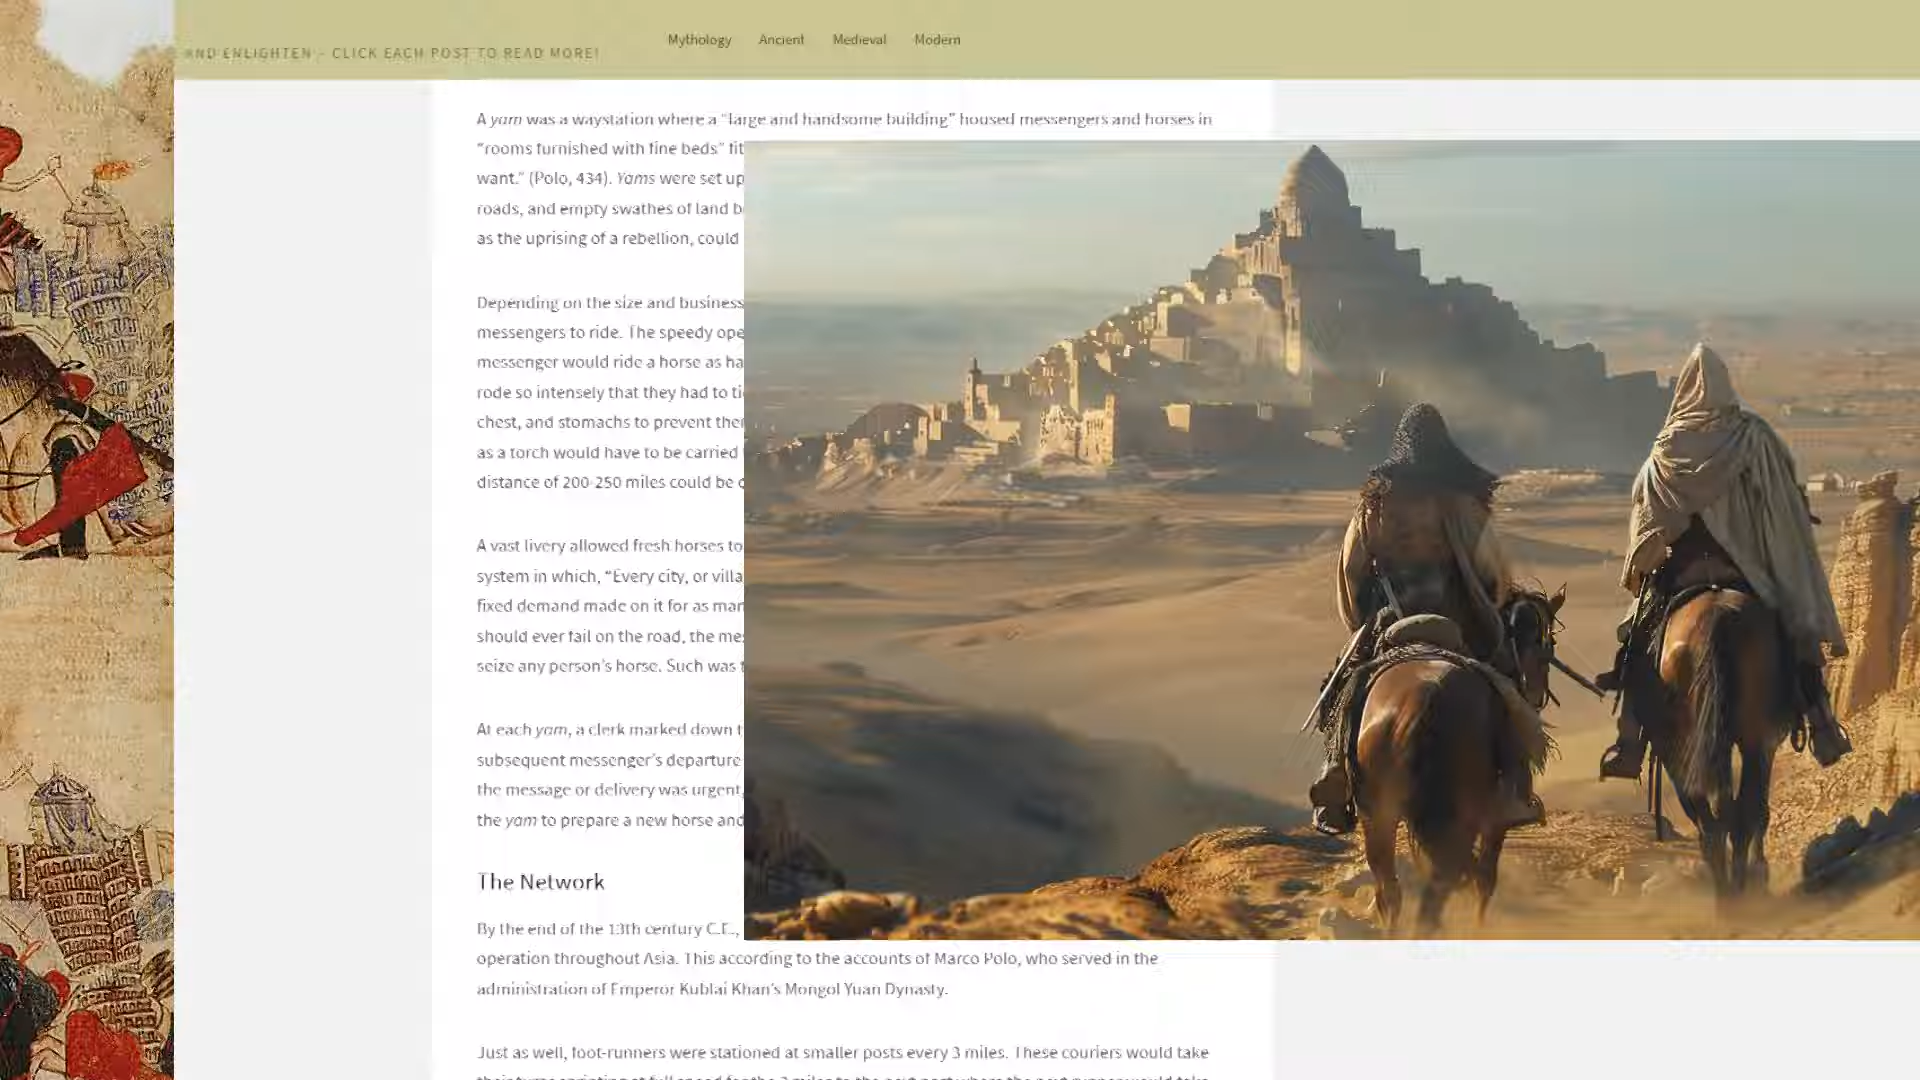 AND ENLIGHTEN – CLICK EACH POST TO READ MORE!
Mythology Ancient Medieval Modern
A yam was a waystation where a “large and handsome building” housed messengers and horses in
“rooms furnished with fine beds” fit
want.” (Polo, 434). Yams were set up
roads, and empty swathes of land b
as the uprising of a rebellion, could
Depending on the size and business
messengers to ride. The speedy ope
messenger would ride a horse as ha
rode so intensely that they had to ti
chest, and stomachs to prevent the
as a torch would have to be carried
distance of 200-250 miles could be
A vast livery allowed fresh horses to
system in which, “Every city, or villa
fixed demand made on it for as man
should ever fail on the road, the me
seize any person’s horse. Such was
At each yam, a clerk marked down t
subsequent messenger’s departure
the message or delivery was urgent,
the yam to prepare a new horse and
The Network
By the end of the 13th century C.E.,
operation throughout Asia. This according to the accounts of Marco Polo, who served in the
administration of Emperor Kublai Khan’s Mongol Yuan Dynasty.
Just as well, foot-runners were stationed at smaller posts every 3 miles. These couriers would take